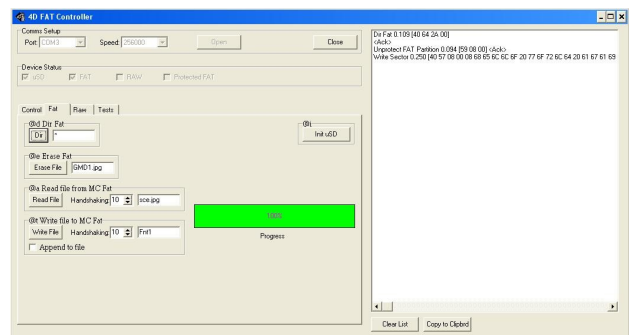 4D FAT Controller
Comms Setup
Port: COM3 Speed: 256000 Open Close
Device Status
uSD FAT RAW Protected FAT
Control Fat Raw Tests
@d Dir Fat
Dir *
@i
Init uSD
@e Erase Fat
Erase File GMD1.jpg
@a Read file from MC Fat
Read File Handshaking: 10 sce.jpg
@t Write file to MC Fat
Write File Handshaking: 10 Fnt1
Append to file
100%
Progress
Dir Fat 0.109 [40 64 2A 00]
<Ack>
Unprotect FAT Partition 0.094 [59 08 00] <Ack>
Write Sector 0.250 [40 57 08 00 08 68 65 6C 6C 6F 20 77 6F 72 6C 64 20 61 67 61 69
Clear List Copy to Clipbrd